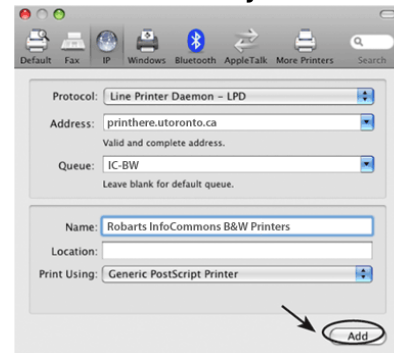 Default Fax IP Windows Bluetooth AppleTalk More Printers Search
Protocol: Line Printer Daemon – LPD
Address: printhere.utoronto.ca
Valid and complete address.
Queue: IC-BW
Leave blank for default queue.
Name: Robarts InfoCommons B&W Printers
Location:
Print Using: Generic PostScript Printer
Add